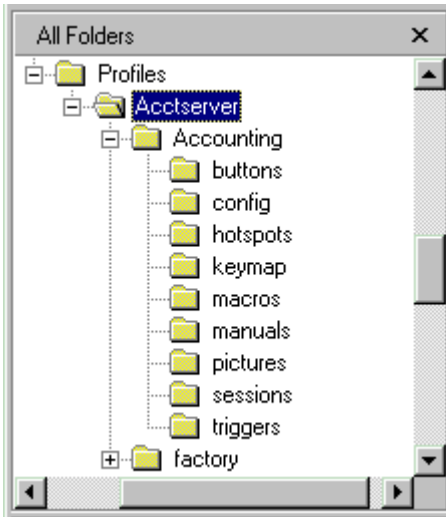 All Folders
Profiles
Acctserver
Accounting
buttons
config
hotspots
keymap
macros
manuals
pictures
sessions
triggers
factory